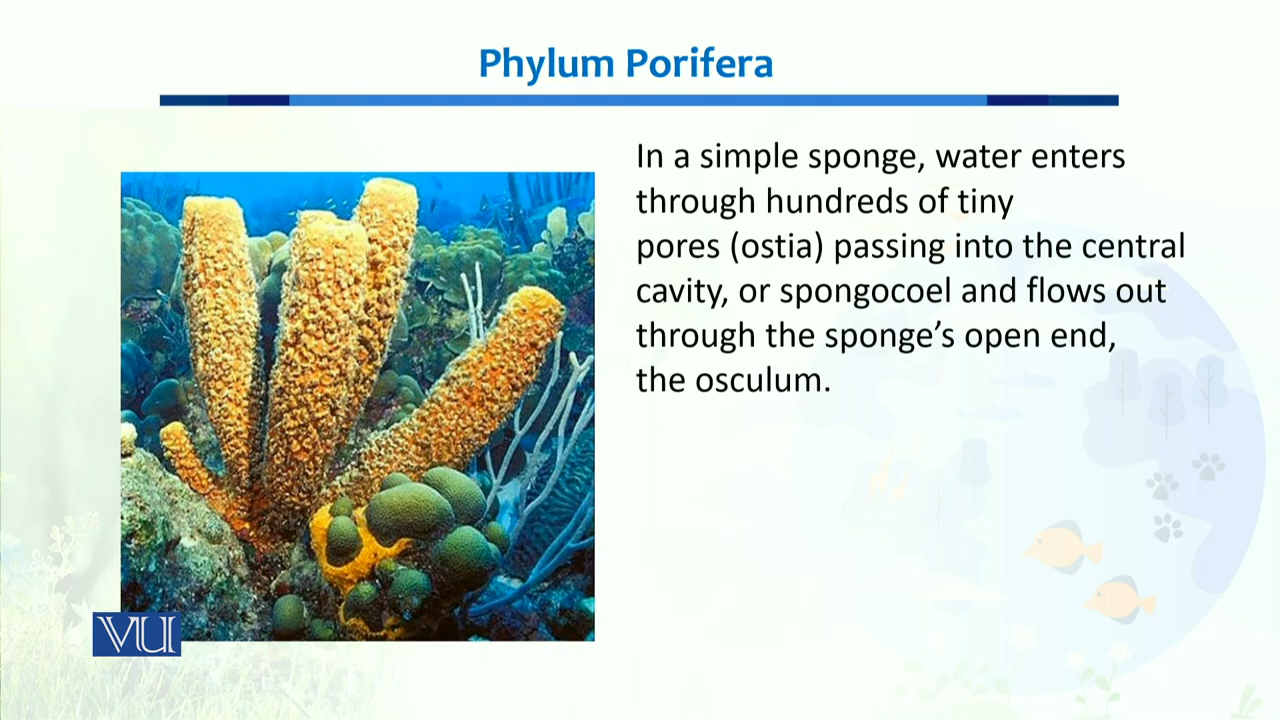 Phylum Porifera
In a simple sponge, water enters
through hundreds of tiny
pores (ostia) passing into the central
cavity, or spongocoel and flows out
through the sponge’s open end,
the osculum.
VU